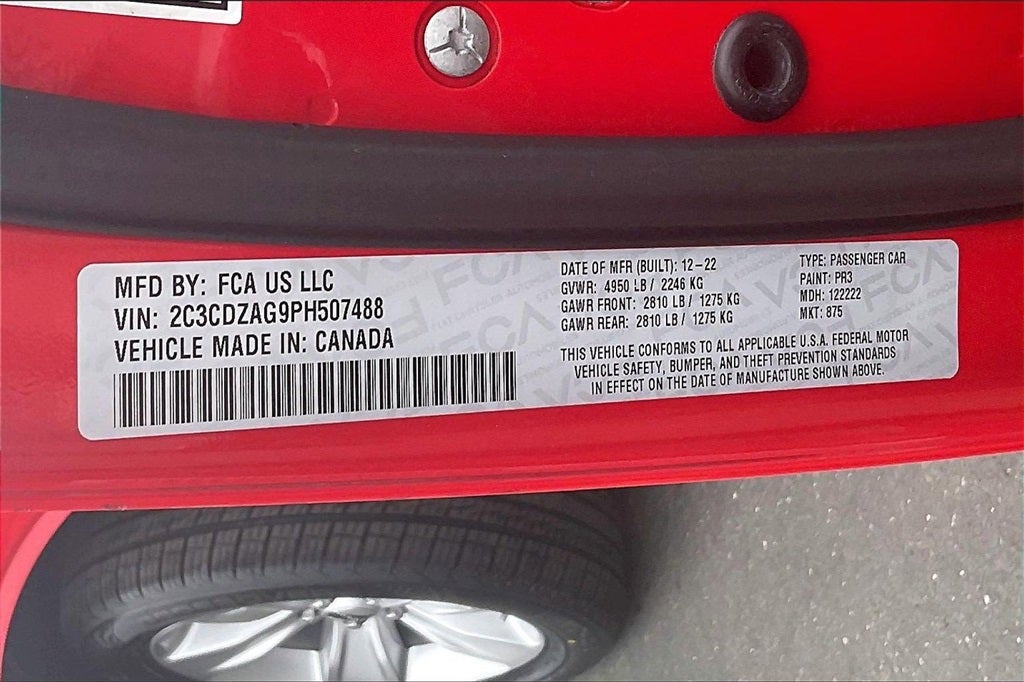 MFD BY: FCA US LLC
VIN: 2C3CDZAG9PH507488
VEHICLE MADE IN: CANADA
DATE OF MFR (BUILT): 12-22
GVWR: 4950 LB / 2246 KG
GAWR FRONT: 2810 LB / 1275 KG
GAWR REAR: 2810 LB / 1275 KG
TYPE: PASSENGER CAR
PAINT: PR3
MDH: 122222
MKT: 875
THIS VEHICLE CONFORMS TO ALL APPLICABLE U.S.A. FEDERAL MOTOR
VEHICLE SAFETY, BUMPER, AND THEFT PREVENTION STANDARDS
IN EFFECT ON THE DATE OF MANUFACTURE SHOWN ABOVE.